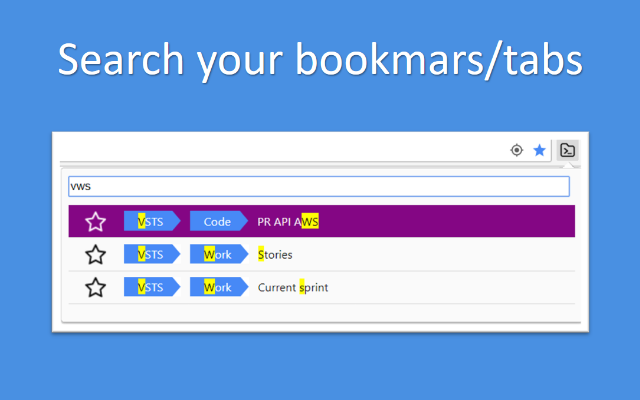 Search your bookmars/tabs
vws
VSTS Code PR API AWS
VSTS Work Stories
VSTS Work Current sprint